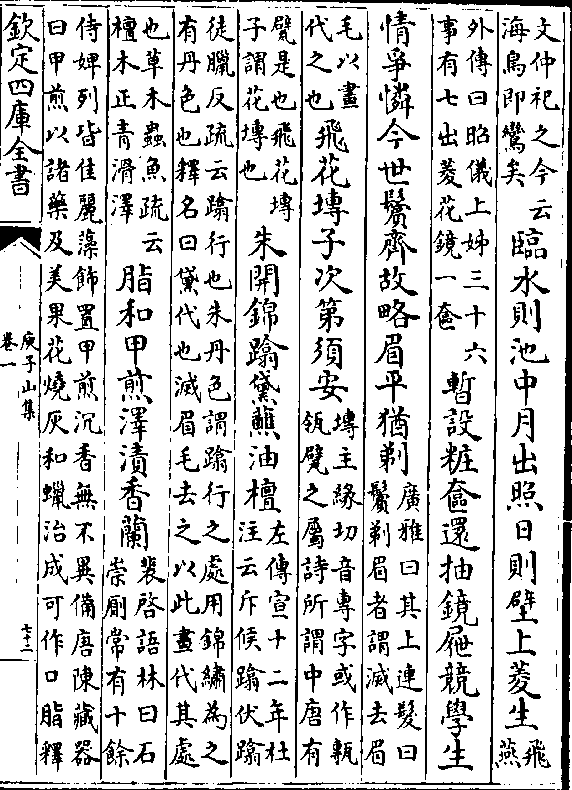 文仲祀之今云
海鳥即鸞矣
臨水則池中月出照日則壁上菱生
飛
燕
外傳曰昭儀上姊三十六
事有七出菱花鏡一奩
暫設粧奩還抽鏡屜競學生
情爭憐今世鬢齊故略眉平猶剃
廣雅曰其上連髮曰
鬢剃眉者謂滅去眉
毛以畫
代之也
飛花塼子次第須安
塼主緣切音專字或作甎
瓴甓之屬詩所謂中唐有
甓是也飛花塼
子謂花塼也
朱開錦蹹黛蘸油檀
左傳宣十二年杜
注云斥候蹹伏蹹
徒臘反疏云蹹行也朱丹色謂蹹行之處用錦繡為之
有丹色也釋名曰黛代也滅眉毛去之以此畫代其處
也草木蟲魚疏云
檀木正青滑澤
脂和甲煎澤漬香蘭
裴啓語林曰石
崇厠常有十餘
侍婢列皆佳麗藻飾置甲煎沉香無不異備唐陳藏器
曰甲煎以諸藥及美果花燒灰和蠟治成可作口脂釋
欽定四庫全書
庾子山集
卷一
七十三